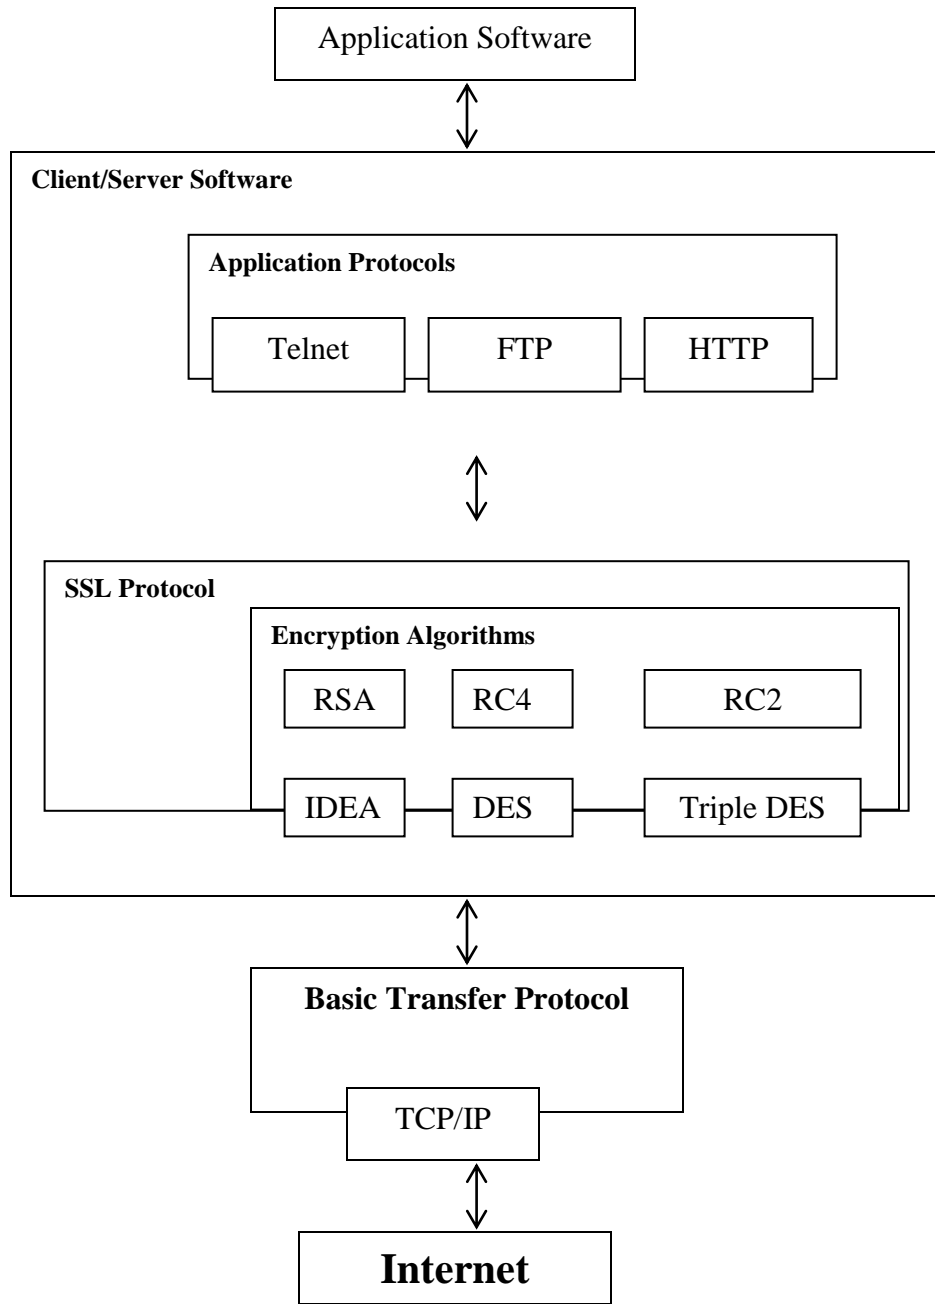 Application Software
Client/Server Software
Application Protocols
Telnet FTP HTTP
SSL Protocol
Encryption Algorithms
RSA RC4 RC2
IDEA DES Triple DES
Basic Transfer Protocol
TCP/IP
Internet